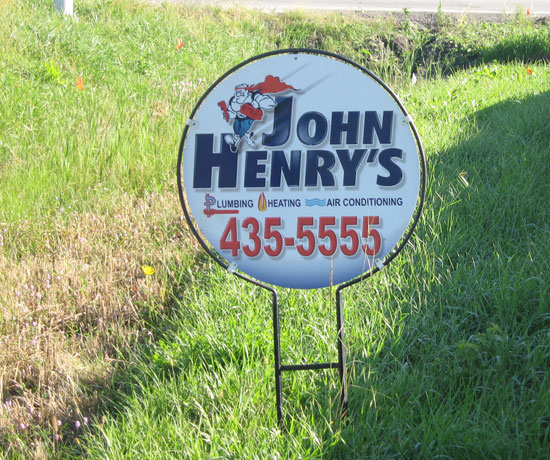 JOHN
HENRY'S
PLUMBING HEATING AIR CONDITIONING
435-5555